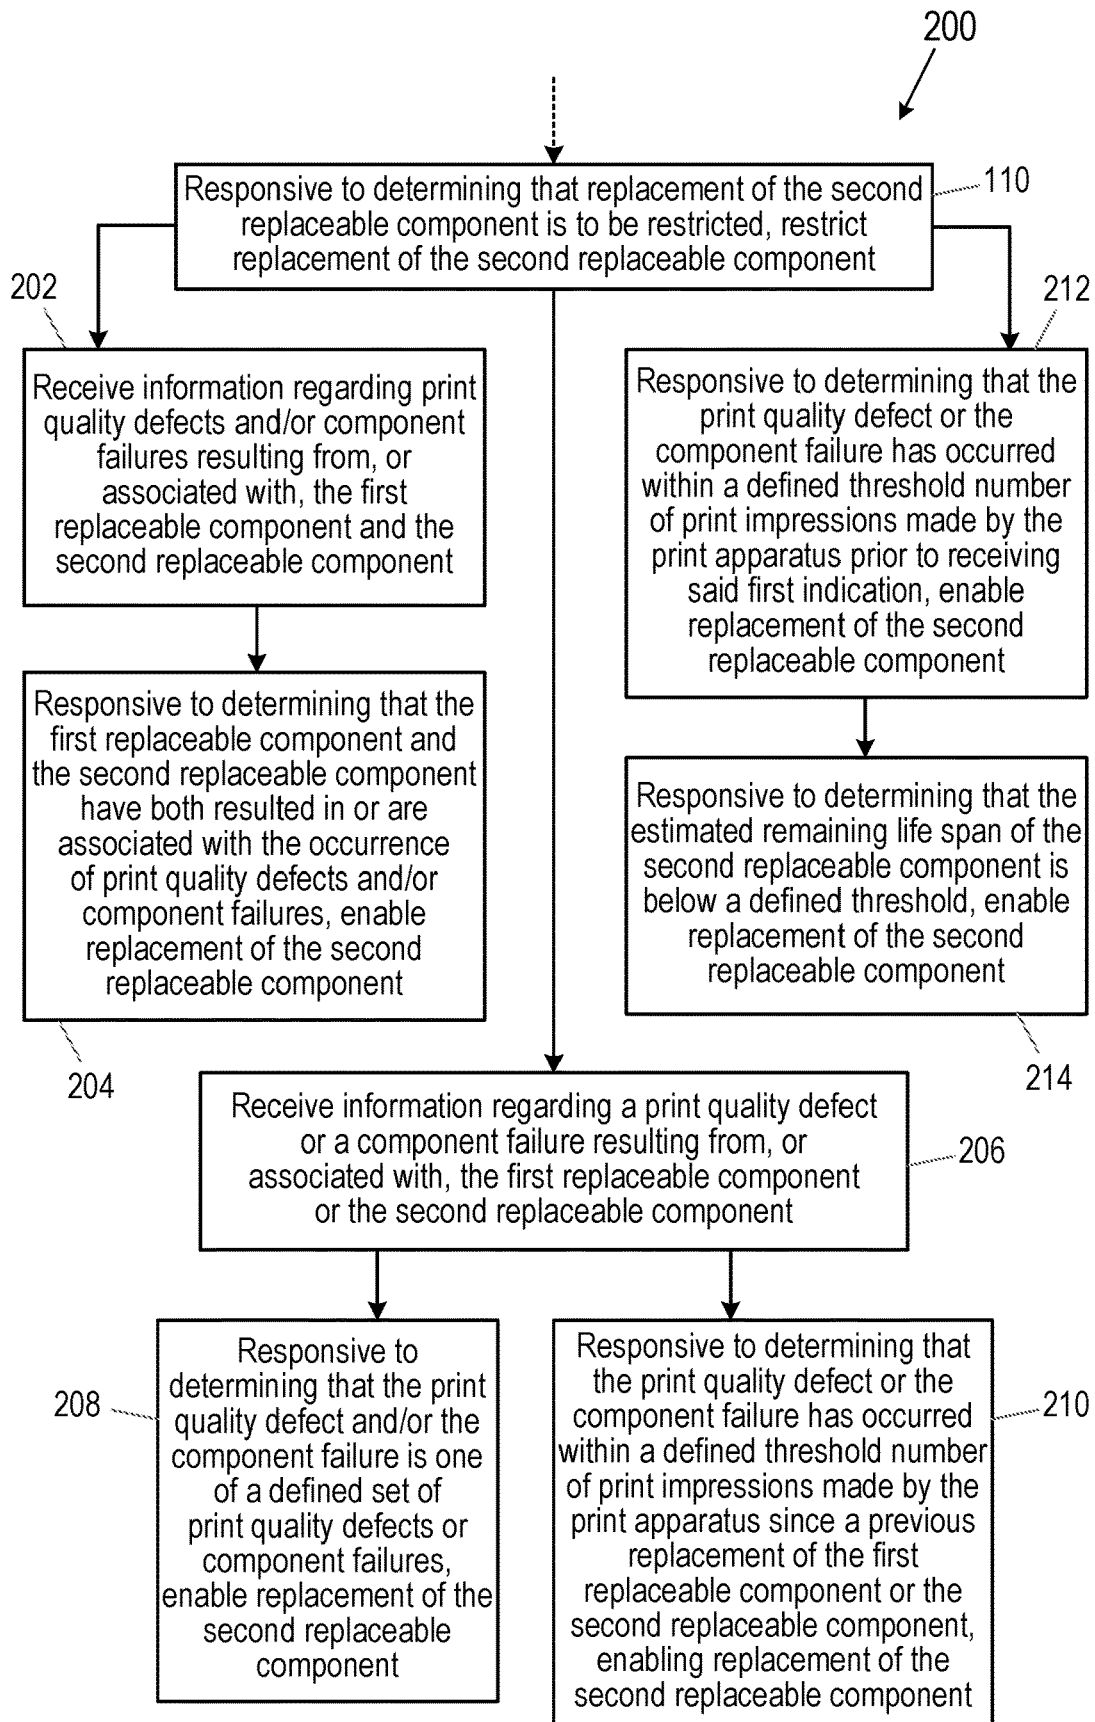 200
Responsive to determining that replacement of the second
replaceable component is to be restricted, restrict
replacement of the second replaceable component
110
202
Receive information regarding print
quality defects and/or component
failures resulting from, or
associated with, the first
replaceable component and the
second replaceable component
212
Responsive to determining that the
print quality defect or the
component failure has occurred
within a defined threshold number
of print impressions made by the
print apparatus prior to receiving
said first indication, enable
replacement of the second
replaceable component
Responsive to determining that the
first replaceable component and
the second replaceable component
have both resulted in or are
associated with the occurrence
of print quality defects and/or
component failures, enable
replacement of the second
replaceable component
204
Responsive to determining that the
estimated remaining life span of the
second replaceable component is
below a defined threshold, enable
replacement of the second
replaceable component
214
Receive information regarding a print quality defect
or a component failure resulting from, or
associated with, the first replaceable component
or the second replaceable component
206
208
Responsive to
determining that the print
quality defect and/or the
component failure is one
of a defined set of
print quality defects or
component failures,
enable replacement of the
second replaceable
component
Responsive to determining that
the print quality defect or the
component failure has occurred
within a defined threshold number
of print impressions made by the
print apparatus since a previous
replacement of the first
replaceable component or the
second replaceable component,
enabling replacement of the
second replaceable component
210